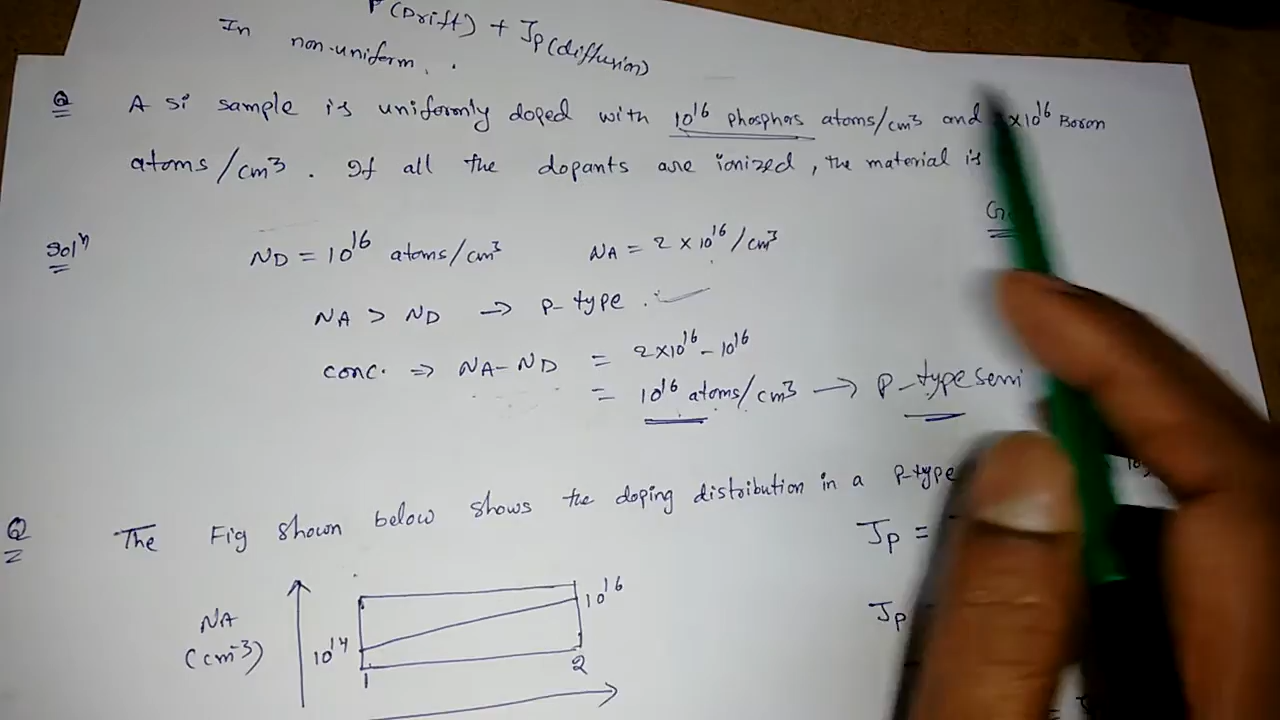 P(Drift) + Jp(diffusion)
In non-uniform.
Q A Si sample is uniformly doped with 10^16 phosphors atoms/cm3 and x10^16 Boron
atoms/cm3. If all the dopants are ionized, the material is
Soln ND = 10^16 atoms/cm3 NA = 2 x 10^16 /cm3
NA > ND → P-type.
conc. ⇒ NA-ND = 2x10^16 - 10^16
= 10^16 atoms/cm3 → P-type semi
Q The Fig shown below shows the doping distribution in a P-type
Jp =
NA
(cm-3)
10^16
10^14
Jp
1
2